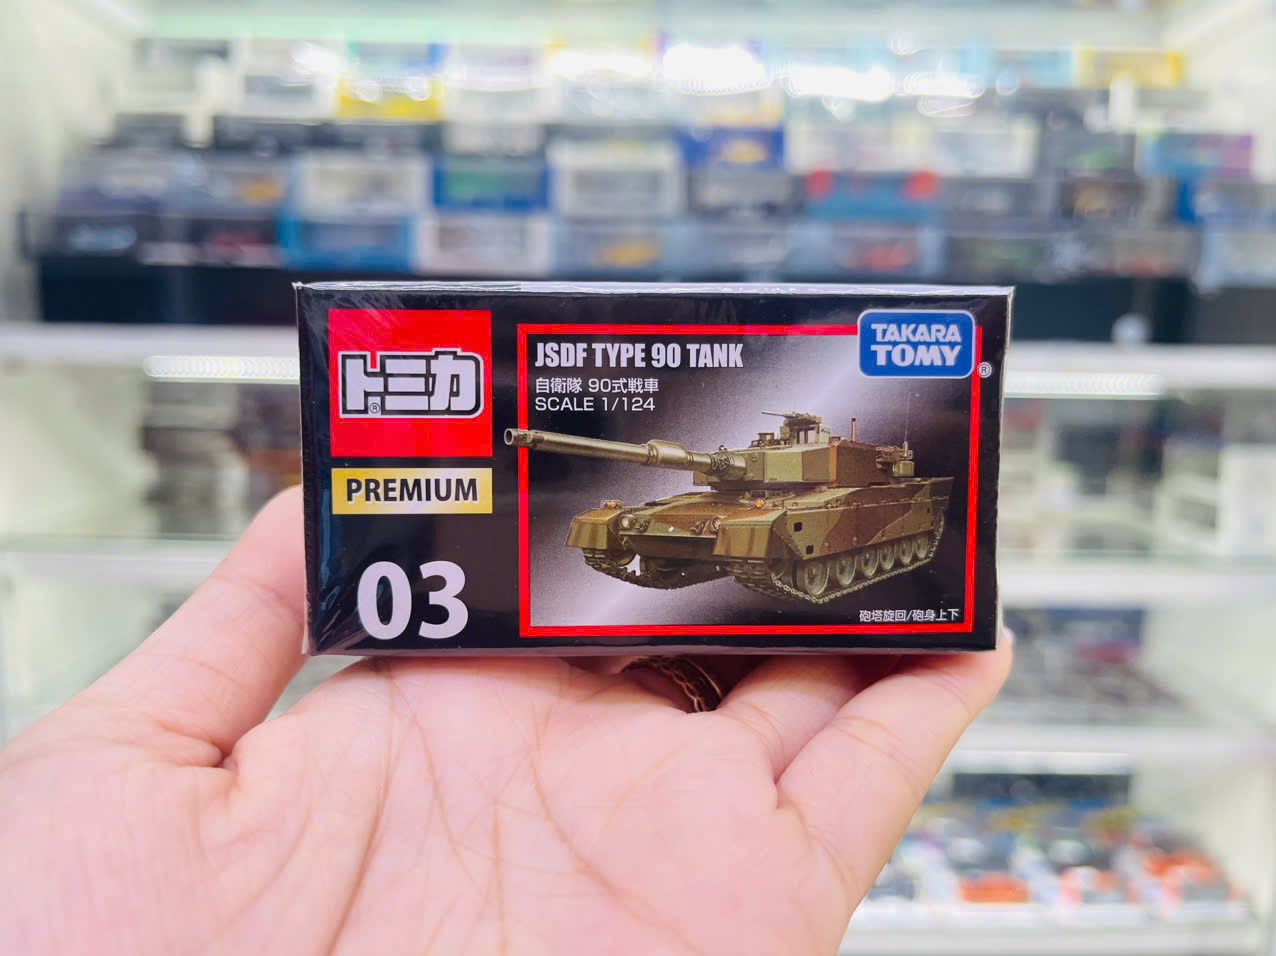 トミカ
®
PREMIUM
03
JSDF TYPE 90 TANK
自衛隊 90式戦車
SCALE 1/124
TAKARA
TOMY
®
砲塔旋回/砲身上下